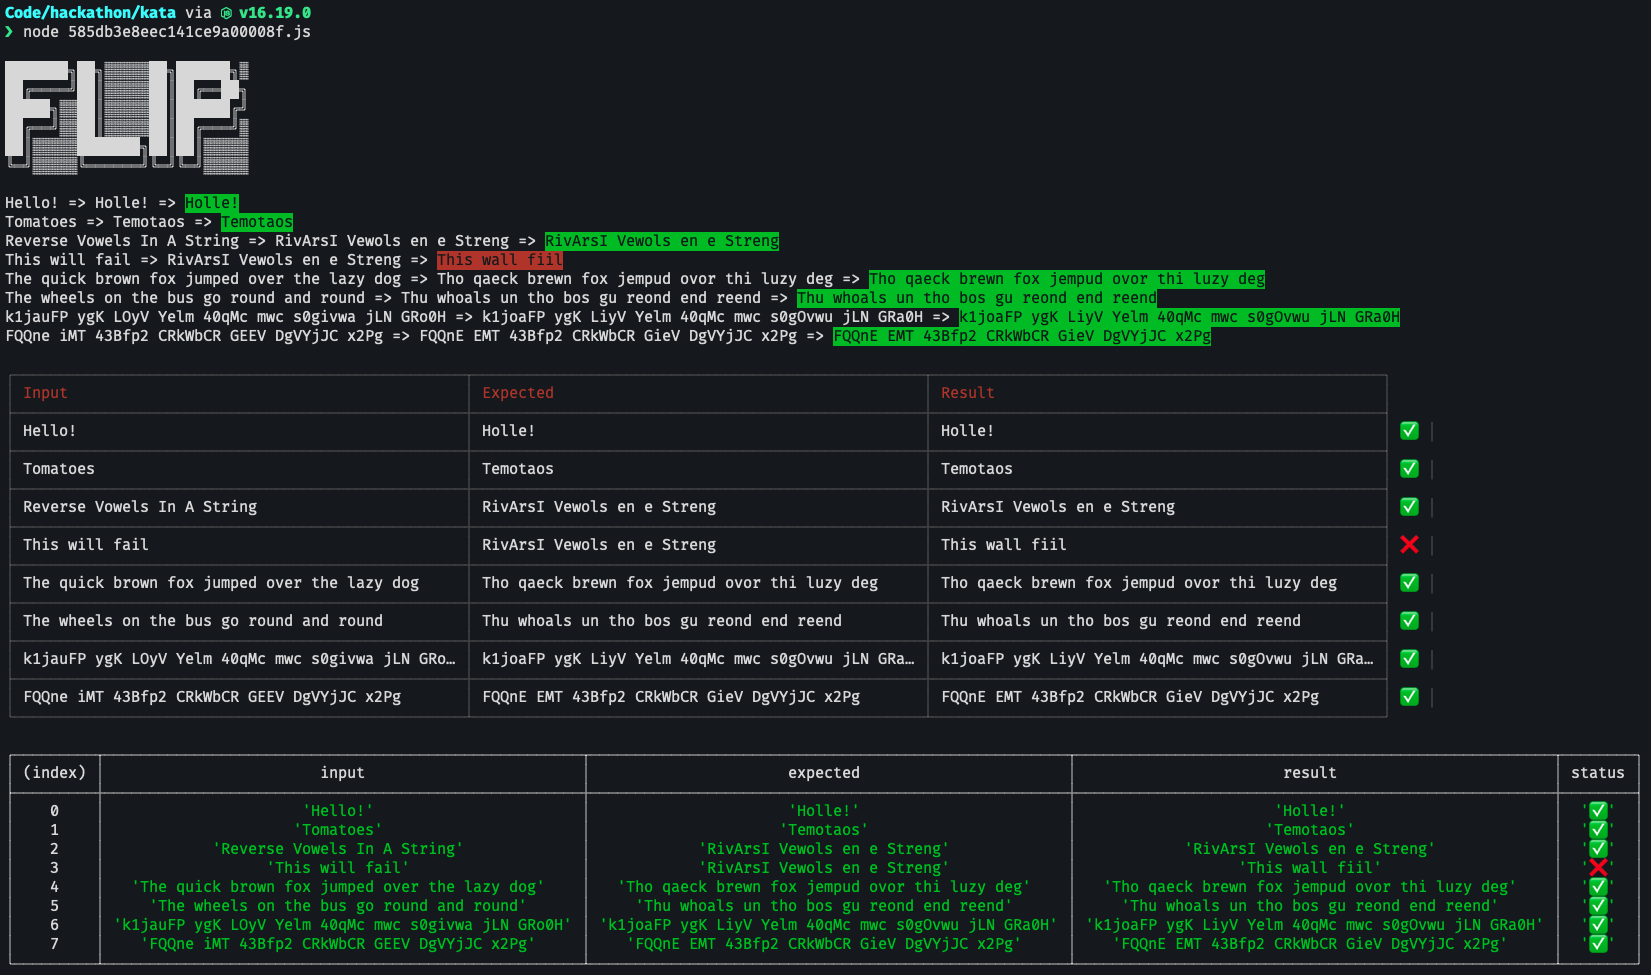 Code/hackathon/kata via v16.19.0
❯ node 585db3e8eec141ce9a00008f.js
FLIP
Hello! => Holle! => Holle!
Tomatoes => Temotaos => Temotaos
Reverse Vowels In A String => RivArsI Vewols en e Streng => RivArsI Vewols en e Streng
This will fail => RivArsI Vewols en e Streng => This wall fiil
The quick brown fox jumped over the lazy dog => Tho qaeck brewn fox jempud ovor thi luzy deg => Tho qaeck brewn fox jempud ovor thi luzy deg
The wheels on the bus go round and round => Thu whoals un tho bos gu reond end reend => Thu whoals un tho bos gu reond end reend
k1jauFP ygK LOyV Yelm 40qMc mwc s0givwa jLN GRo0H => k1joaFP ygK LiyV Yelm 40qMc mwc s0gOvwu jLN GRa0H => k1joaFP ygK LiyV Yelm 40qMc mwc s0gOvwu jLN GRa0H
FQQne iMT 43Bfp2 CRkWbCR GEEV DgVYjJC x2Pg => FQQnE EMT 43Bfp2 CRkWbCR GieV DgVYjJC x2Pg => FQQnE EMT 43Bfp2 CRkWbCR GieV DgVYjJC x2Pg
Input Expected Result
Hello! Holle! Holle! ✅
Tomatoes Temotaos Temotaos ✅
Reverse Vowels In A String RivArsI Vewols en e Streng RivArsI Vewols en e Streng ✅
This will fail RivArsI Vewols en e Streng This wall fiil ❌
The quick brown fox jumped over the lazy dog Tho qaeck brewn fox jempud ovor thi luzy deg Tho qaeck brewn fox jempud ovor thi luzy deg ✅
The wheels on the bus go round and round Thu whoals un tho bos gu reond end reend Thu whoals un tho bos gu reond end reend ✅
k1jauFP ygK LOyV Yelm 40qMc mwc s0givwa jLN GRo… k1joaFP ygK LiyV Yelm 40qMc mwc s0gOvwu jLN GRa… k1joaFP ygK LiyV Yelm 40qMc mwc s0gOvwu jLN GRa… ✅
FQQne iMT 43Bfp2 CRkWbCR GEEV DgVYjJC x2Pg FQQnE EMT 43Bfp2 CRkWbCR GieV DgVYjJC x2Pg FQQnE EMT 43Bfp2 CRkWbCR GieV DgVYjJC x2Pg ✅
(index) input expected result status
0 'Hello!' 'Holle!' 'Holle!' '✅'
1 'Tomatoes' 'Temotaos' 'Temotaos' '✅'
2 'Reverse Vowels In A String' 'RivArsI Vewols en e Streng' 'RivArsI Vewols en e Streng' '✅'
3 'This will fail' 'RivArsI Vewols en e Streng' 'This wall fiil' '❌'
4 'The quick brown fox jumped over the lazy dog' 'Tho qaeck brewn fox jempud ovor thi luzy deg' 'Tho qaeck brewn fox jempud ovor thi luzy deg' '✅'
5 'The wheels on the bus go round and round' 'Thu whoals un tho bos gu reond end reend' 'Thu whoals un tho bos gu reond end reend' '✅'
6 'k1jauFP ygK LOyV Yelm 40qMc mwc s0givwa jLN GRo0H' 'k1joaFP ygK LiyV Yelm 40qMc mwc s0gOvwu jLN GRa0H' 'k1joaFP ygK LiyV Yelm 40qMc mwc s0gOvwu jLN GRa0H' '✅'
7 'FQQne iMT 43Bfp2 CRkWbCR GEEV DgVYjJC x2Pg' 'FQQnE EMT 43Bfp2 CRkWbCR GieV DgVYjJC x2Pg' 'FQQnE EMT 43Bfp2 CRkWbCR GieV DgVYjJC x2Pg' '✅'